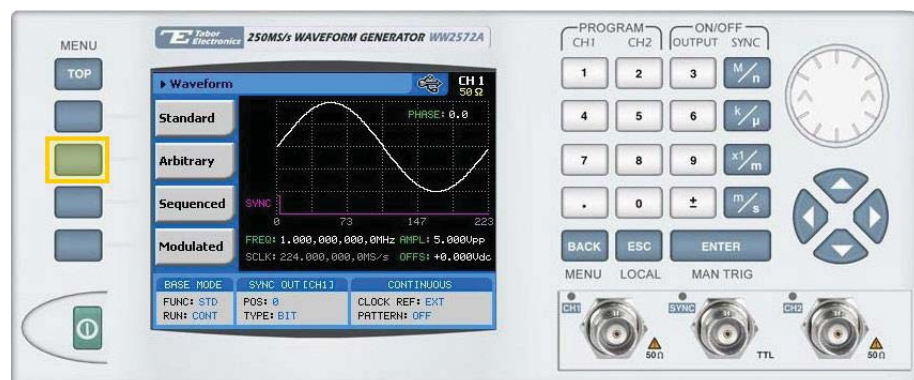 MENU
TOP
Tabor Electronics 250MS/s WAVEFORM GENERATOR WW2572A
Waveform
CH 1
50 Ω
Standard
Arbitrary
Sequenced
Modulated
PHASE: 0.0
SYNC
0 73 147 223
FREQ: 1.000,000,000,0MHz AMPL: 5.000Vpp
SCLK: 224.000,000,0MS/s OFFS: +0.000Vdc
BASE MODE
FUNC: STD
RUN: CONT
SYNC OUT [CH1]
POS: 0
TYPE: BIT
CONTINUOUS
CLOCK REF: EXT
PATTERN: OFF
PROGRAM ON/OFF
CH1 CH2 OUTPUT SYNC
1 2 3 M/n
4 5 6 k/µ
7 8 9 x1/m
. 0 ± m/s
BACK ESC ENTER
MENU LOCAL MAN TRIG
CH1 SYNC CH2
50Ω TTL 50Ω